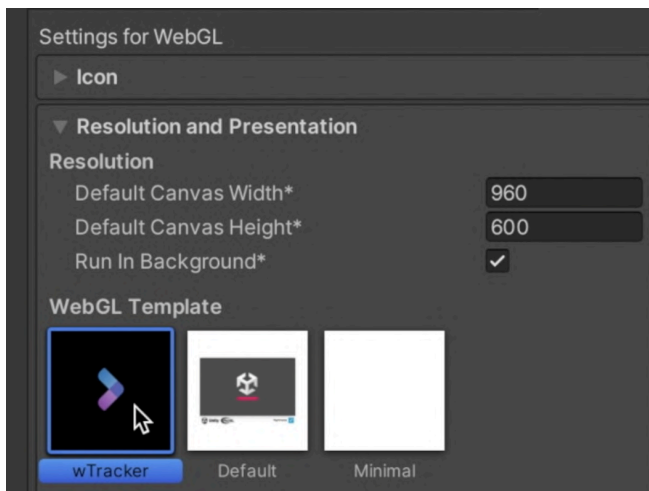 Settings for WebGL
Icon
Resolution and Presentation
Resolution
Default Canvas Width* 960
Default Canvas Height* 600
Run In Background*
WebGL Template
wTracker Default Minimal